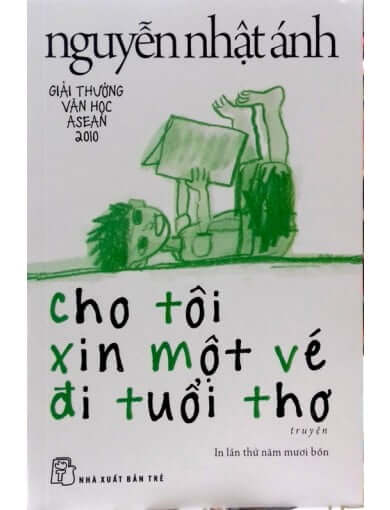 nguyễn nhật ánh
GIẢI THƯỞNG
VĂN HỌC
ASEAN
2010
cho tôi
xin một vé
đi tuổi thơ
truyện
In lần thứ năm mươi bốn
NHÀ XUẤT BẢN TRẺ